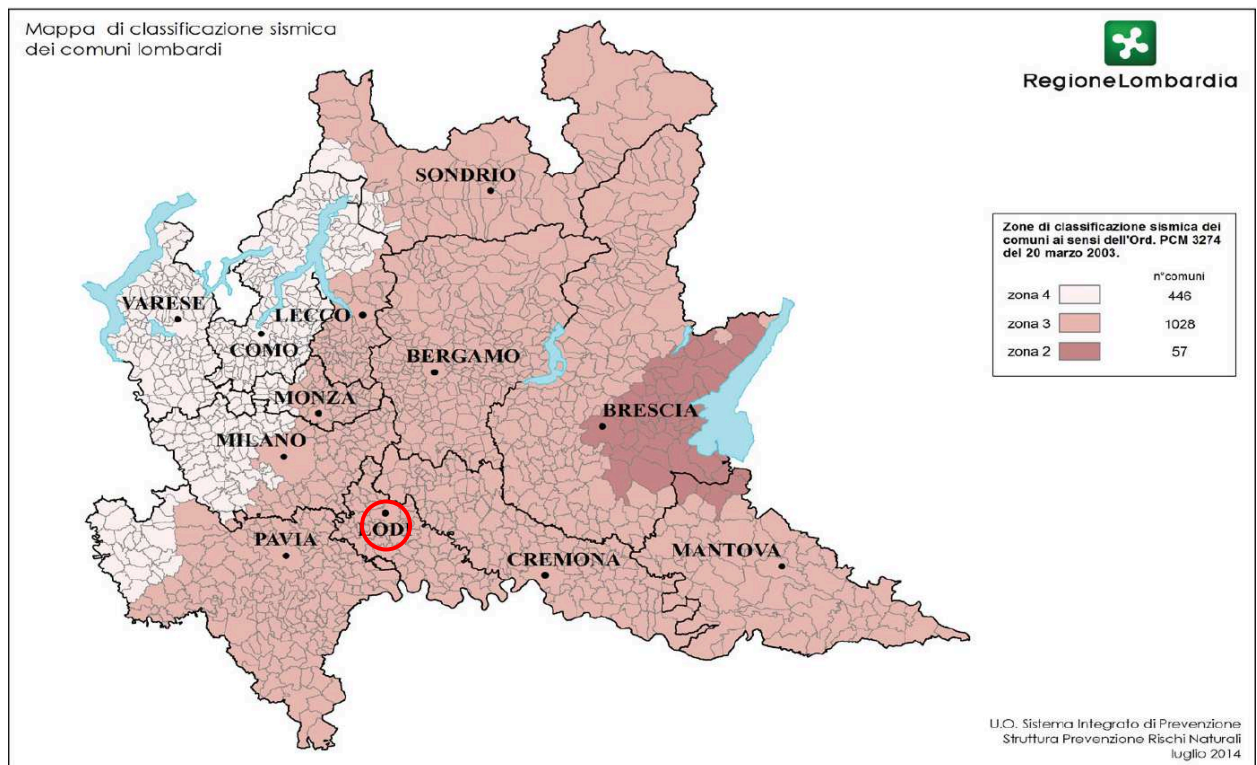 Mappa di classificazione sismica
dei comuni lombardi
RegioneLombardia
SONDRIO
VARESE
LECCO
COMO
BERGAMO
MONZA
BRESCIA
MILANO
LODI
PAVIA
CREMONA
MANTOVA
Zone di classificazione sismica dei
comuni ai sensi dell'Ord. PCM 3274
del 20 marzo 2003.
n°comuni
zona 4 446
zona 3 1028
zona 2 57
U.O. Sistema Integrato di Prevenzione
Struttura Prevenzione Rischi Naturali
luglio 2014